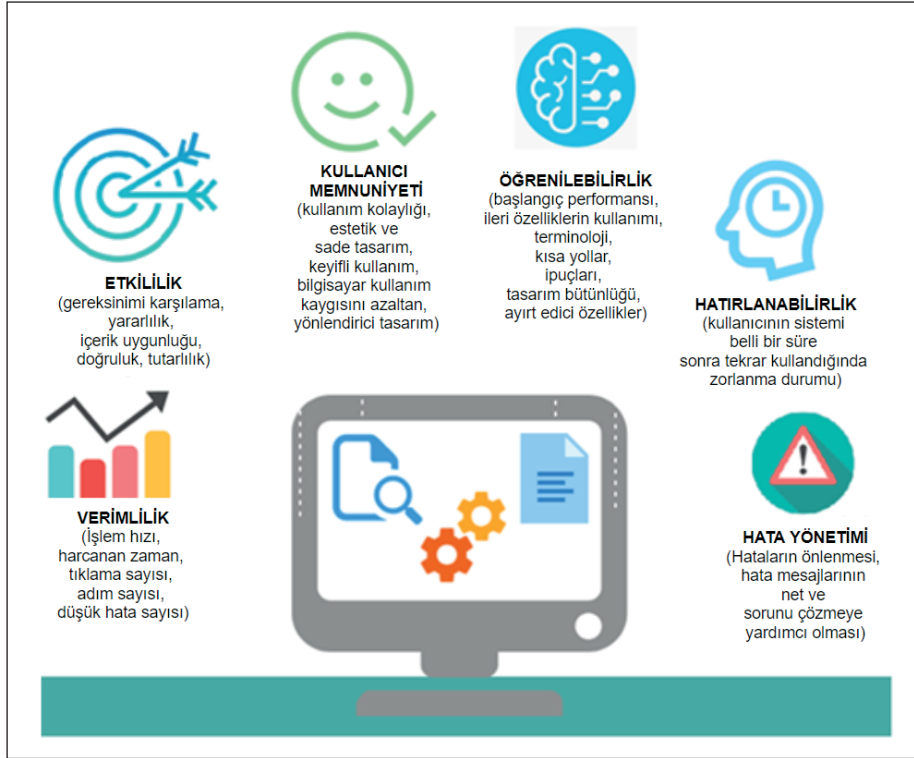 KULLANICI
MEMNUNİYETİ
(kullanım kolaylığı,
estetik ve
sade tasarım,
keyifli kullanım,
bilgisayar kullanım
kaygısını azaltan,
yönlendirici tasarım)
ÖĞRENİLEBİLİRLİK
(başlangıç performansı,
ileri özelliklerin kullanımı,
terminoloji,
kısa yollar,
ipuçları,
tasarım bütünlüğü,
ayırt edici özellikler)
ETKİLİLİK
(gereksinimi karşılama,
yararlılık,
içerik uygunluğu,
doğruluk, tutarlılık)
HATIRLANABİLİRLİK
(kullanıcının sistemi
belli bir süre
sonra tekrar kullandığında
zorlanma durumu)
VERİMLİLİK
(İşlem hızı,
harcanan zaman,
tıklama sayısı,
adım sayısı,
düşük hata sayısı)
HATA YÖNETİMİ
(Hataların önlenmesi,
hata mesajlarının
net ve
sorunu çözmeye
yardımcı olması)